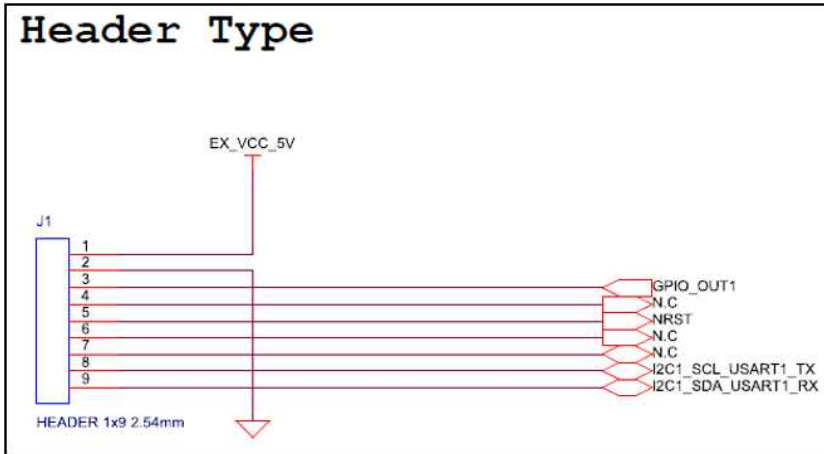 Header Type
EX_VCC_5V
J1
1
2
3
4
5
6
7
8
9
GPIO_OUT1
N.C
NRST
N.C
N.C
I2C1_SCL_USART1_TX
I2C1_SDA_USART1_RX
HEADER 1x9 2.54mm